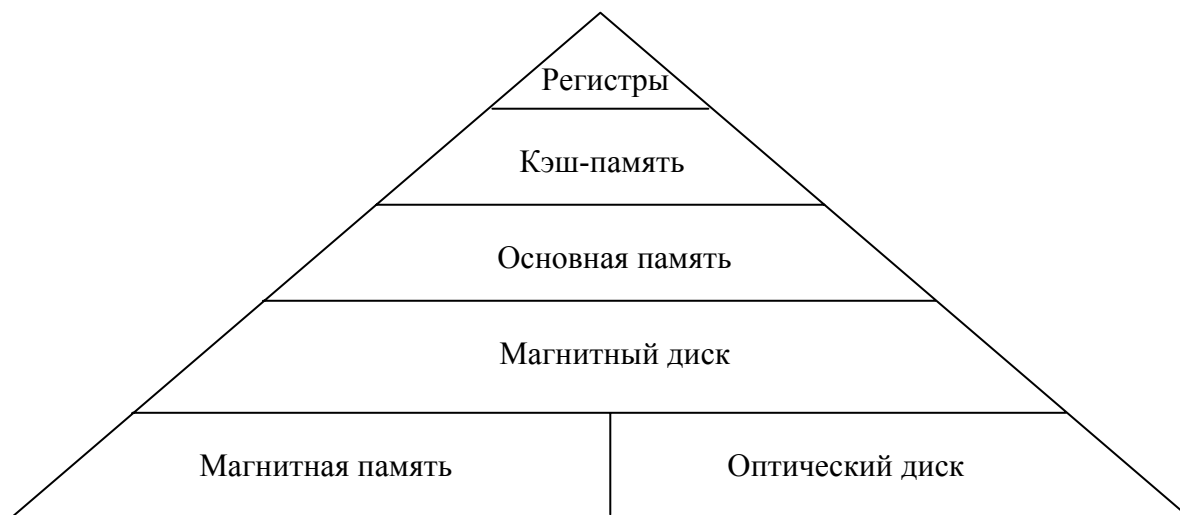 Регистры
Кэш-память
Основная память
Магнитный диск
Магнитная память
Оптический диск